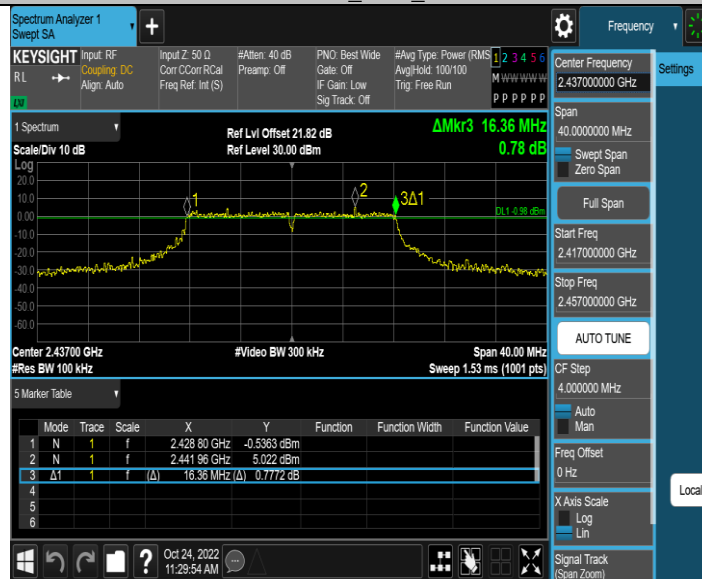 Spectrum Analyzer 1
Swept SA
Frequency
KEYSIGHT
RL
LXI
Input: RF
Coupling: DC
Align: Auto
Input Z: 50 Ω
Corr CCorr RCal
Freq Ref: Int (S)
#Atten: 40 dB
Preamp: Off
PNO: Best Wide
Gate: Off
IF Gain: Low
Sig Track: Off
#Avg Type: Power (RMS
Avg|Hold: 100/100
Trig: Free Run
1 2 3 4 5 6
M W W W W W
P P P P P P
1 Spectrum
Scale/Div 10 dB
Log
Ref Lvl Offset 21.82 dB
Ref Level 30.00 dBm
ΔMkr3 16.36 MHz
0.78 dB
20.0
10.0
0.00
-10.0
-20.0
-30.0
-40.0
-50.0
-60.0
1
2
3Δ1
DL1 -0.98 dBm
Center 2.43700 GHz
#Video BW 300 kHz
Span 40.00 MHz
#Res BW 100 kHz
Sweep 1.53 ms (1001 pts)
5 Marker Table
Mode Trace Scale X Y Function Function Width Function Value
1 N 1 f 2.428 80 GHz -0.5363 dBm
2 N 1 f 2.441 96 GHz 5.022 dBm
3 Δ1 1 f (Δ) 16.36 MHz (Δ) 0.7772 dB
4
5
6
?
Oct 24, 2022
11:29:54 AM
Center Frequency
2.437000000 GHz
Settings
Span
40.0000000 MHz
Swept Span
Zero Span
Full Span
Start Freq
2.417000000 GHz
Stop Freq
2.457000000 GHz
AUTO TUNE
CF Step
4.000000 MHz
Auto
Man
Freq Offset
0 Hz
Local
X Axis Scale
Log
Lin
Signal Track
(Span Zoom)